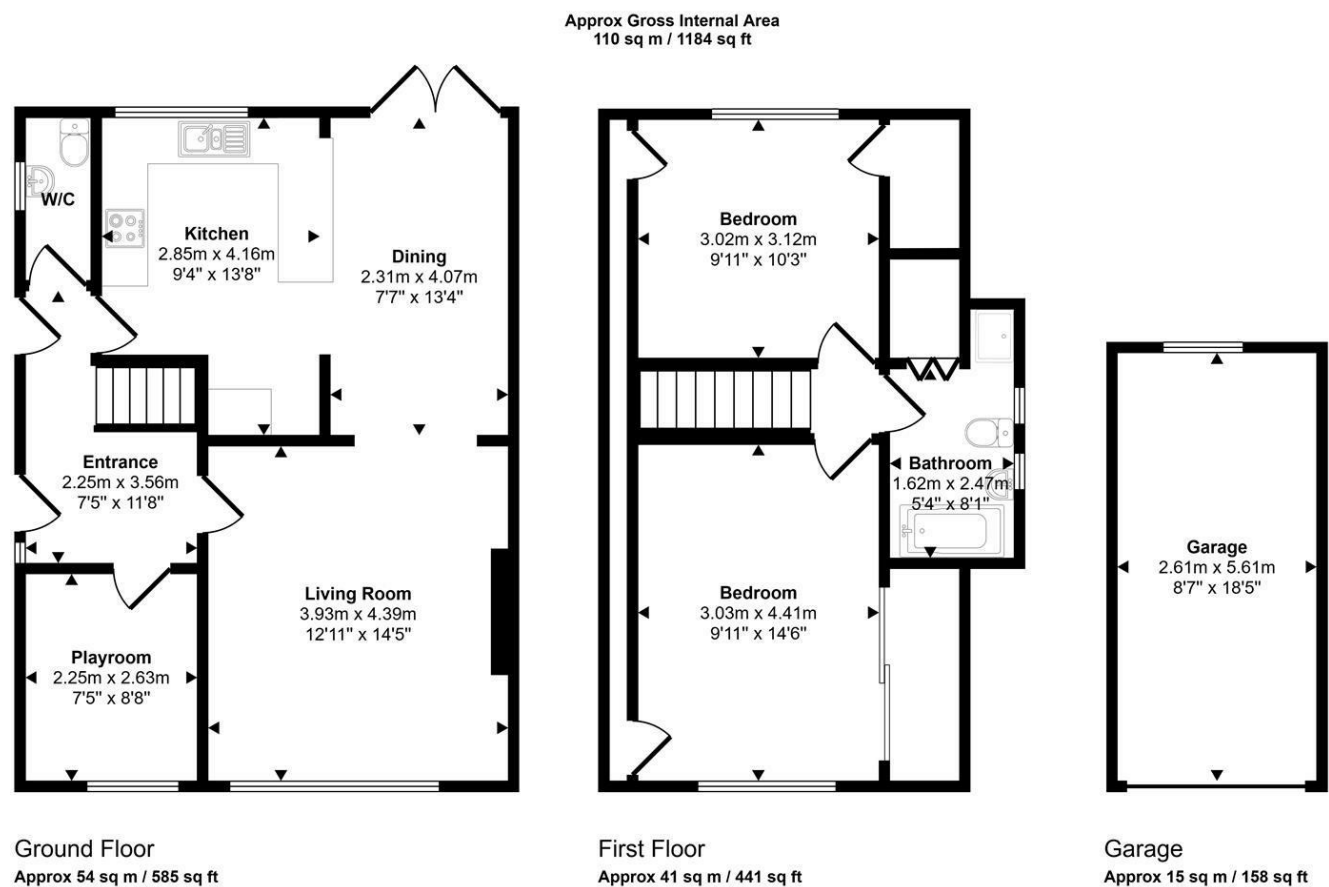 Approx Gross Internal Area
110 sq m / 1184 sq ft
W/C
Kitchen
2.85m x 4.16m
9'4" x 13'8"
Dining
2.31m x 4.07m
7'7" x 13'4"
Entrance
2.25m x 3.56m
7'5" x 11'8"
Living Room
3.93m x 4.39m
12'11" x 14'5"
Playroom
2.25m x 2.63m
7'5" x 8'8"
Ground Floor
Approx 54 sq m / 585 sq ft
Bedroom
3.02m x 3.12m
9'11" x 10'3"
Bathroom
1.62m x 2.47m
5'4" x 8'1"
Bedroom
3.03m x 4.41m
9'11" x 14'6"
First Floor
Approx 41 sq m / 441 sq ft
Garage
2.61m x 5.61m
8'7" x 18'5"
Garage
Approx 15 sq m / 158 sq ft